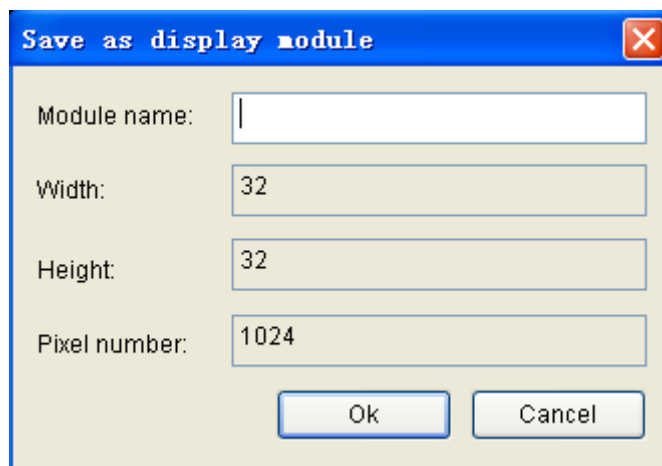 Save as display module
Module name:
Width: 32
Height: 32
Pixel number: 1024
Ok Cancel